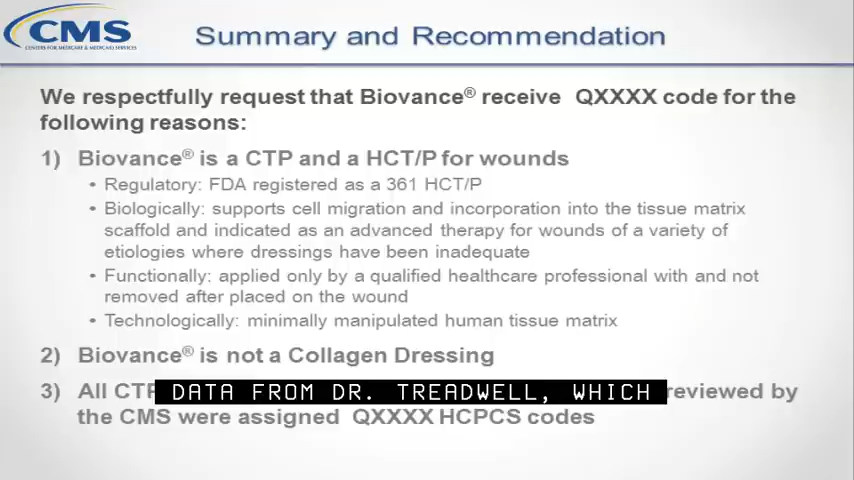 CMS
CENTERS FOR MEDICARE & MEDICAID SERVICES
Summary and Recommendation
We respectfully request that Biovance® receive QXXXX code for the
following reasons:
1) Biovance® is a CTP and a HCT/P for wounds
• Regulatory: FDA registered as a 361 HCT/P
• Biologically: supports cell migration and incorporation into the tissue matrix
scaffold and indicated as an advanced therapy for wounds of a variety of
etiologies where dressings have been inadequate
• Functionally: applied only by a qualified healthcare professional with and not
removed after placed on the wound
• Technologically: minimally manipulated human tissue matrix
2) Biovance® is not a Collagen Dressing
3) All CTP reviewed by
DATA FROM DR. TREADWELL, WHICH
the CMS were assigned QXXXX HCPCS codes